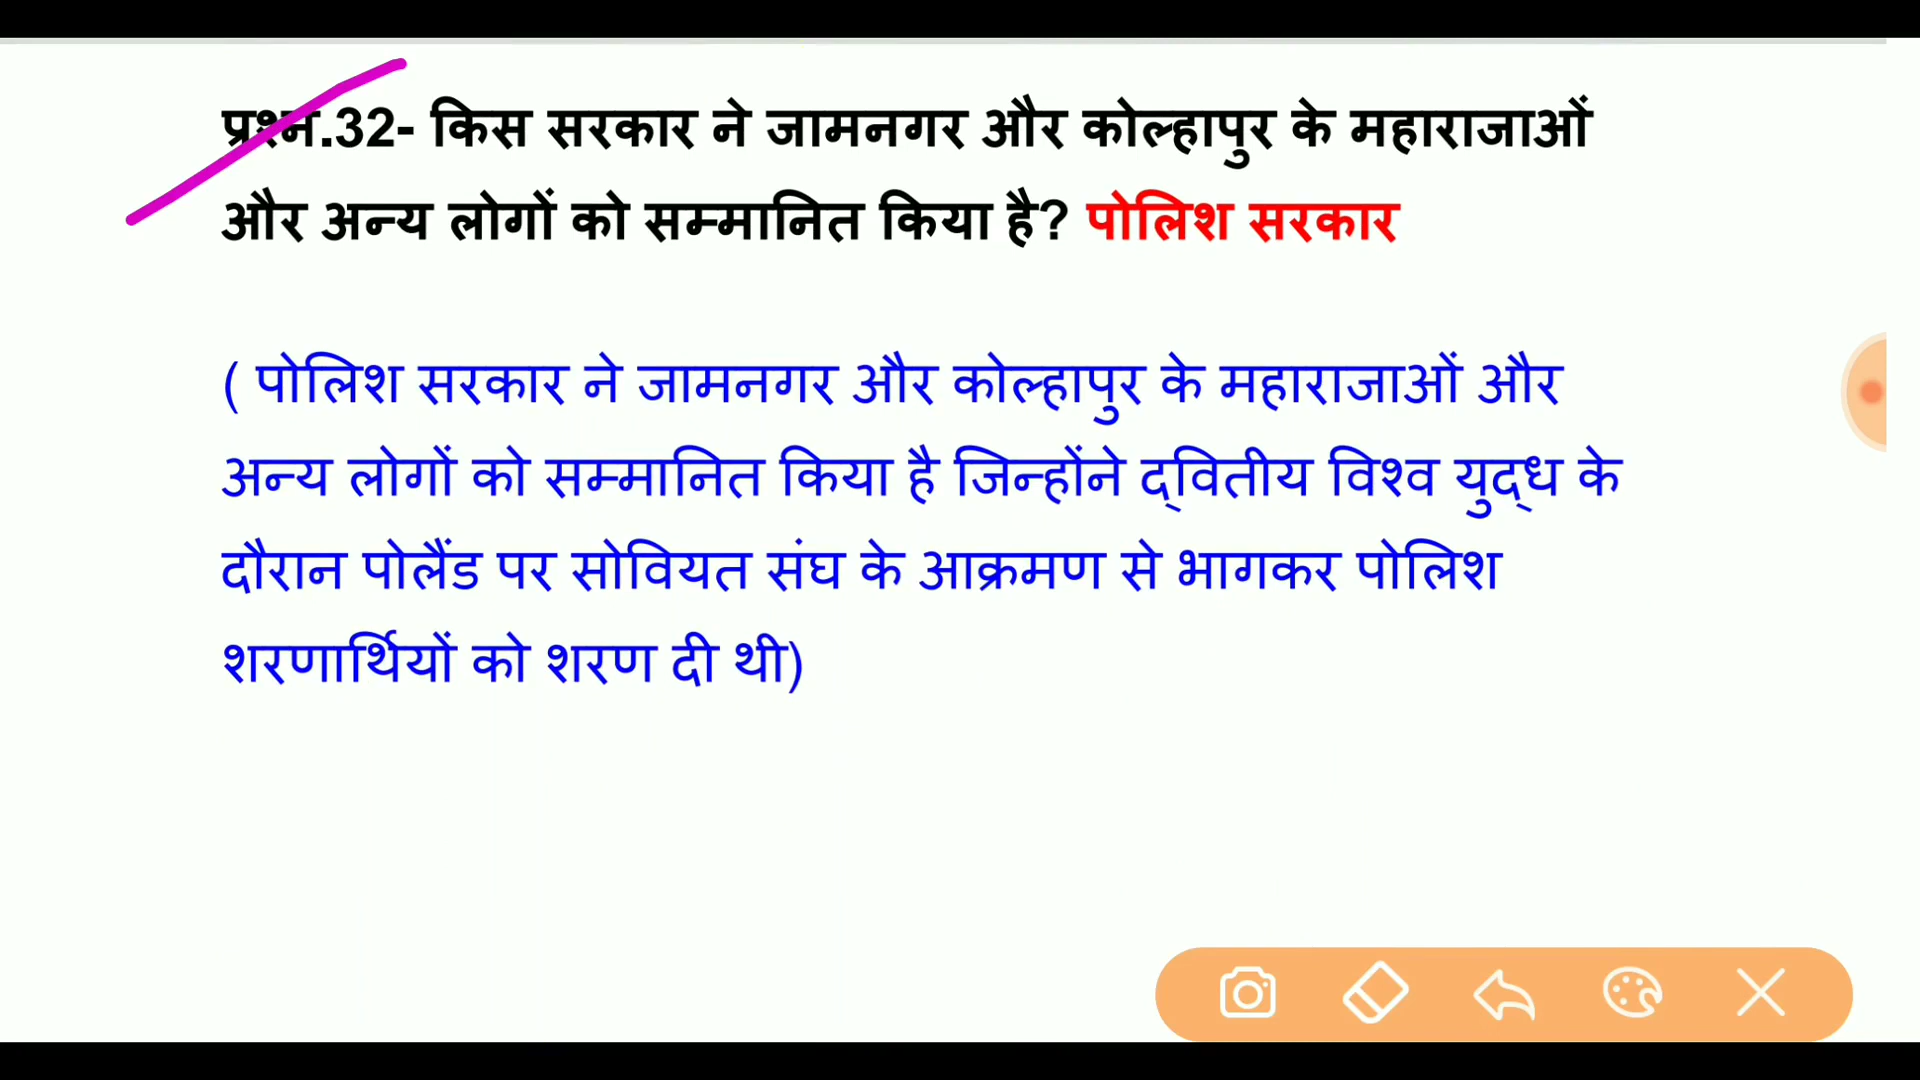 प्रश्न.32- किस सरकार ने जामनगर और कोल्हापुर के महाराजाओं
और अन्य लोगों को सम्मानित किया है? पोलिश सरकार
( पोलिश सरकार ने जामनगर और कोल्हापुर के महाराजाओं और
अन्य लोगों को सम्मानित किया है जिन्होंने द्वितीय विश्व युद्ध के
दौरान पोलैंड पर सोवियत संघ के आक्रमण से भागकर पोलिश
शरणार्थियों को शरण दी थी)